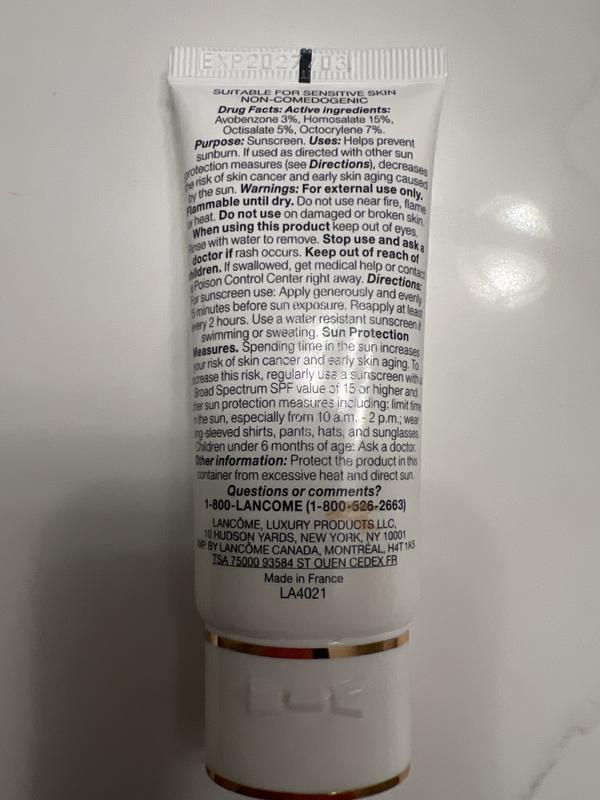 EXP2027/03
SUITABLE FOR SENSITIVE SKIN
NON-COMEDOGENIC
Drug Facts: Active ingredients:
Avobenzone 3%, Homosalate 15%,
Octisalate 5%, Octocrylene 7%.
Purpose: Sunscreen. Uses: Helps prevent
sunburn. If used as directed with other sun
protection measures (see Directions), decreases
the risk of skin cancer and early skin aging caused
by the sun. Warnings: For external use only.
Flammable until dry. Do not use near fire, flame
or heat. Do not use on damaged or broken skin.
When using this product keep out of eyes.
Rinse with water to remove. Stop use and ask a
doctor if rash occurs. Keep out of reach of
children. If swallowed, get medical help or contact
a Poison Control Center right away. Directions:
For sunscreen use: Apply generously and evenly
15 minutes before sun exposure. Reapply at least
every 2 hours. Use a water resistant sunscreen if
swimming or sweating. Sun Protection
Measures. Spending time in the sun increases
your risk of skin cancer and early skin aging. To
decrease this risk, regularly use a sunscreen with a
Broad Spectrum SPF value of 15 or higher and
other sun protection measures including: limit time
in the sun, especially from 10 a.m. - 2 p.m.; wear
long-sleeved shirts, pants, hats, and sunglasses.
Children under 6 months of age: Ask a doctor.
Other information: Protect the product in this
container from excessive heat and direct sun.
Questions or comments?
1-800-LANCOME (1-800-526-2663)
LANCÔME, LUXURY PRODUCTS LLC,
10 HUDSON YARDS, NEW YORK, NY 10001
IMP. BY LANCÔME CANADA, MONTRÉAL, H4T 1K5
TSA 75000 93584 ST OUEN CEDEX FR
Made in France
LA4021